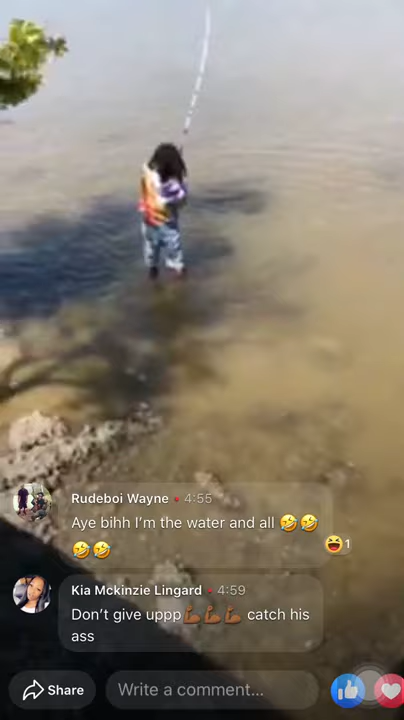 Rudeboi Wayne • 4:55
Aye bihh I'm the water and all 🤣🤣
🤣🤣
1
Kia Mckinzie Lingard • 4:59
Don't give uppp💪🏾💪🏾💪🏾 catch his
ass
Share
Write a comment...